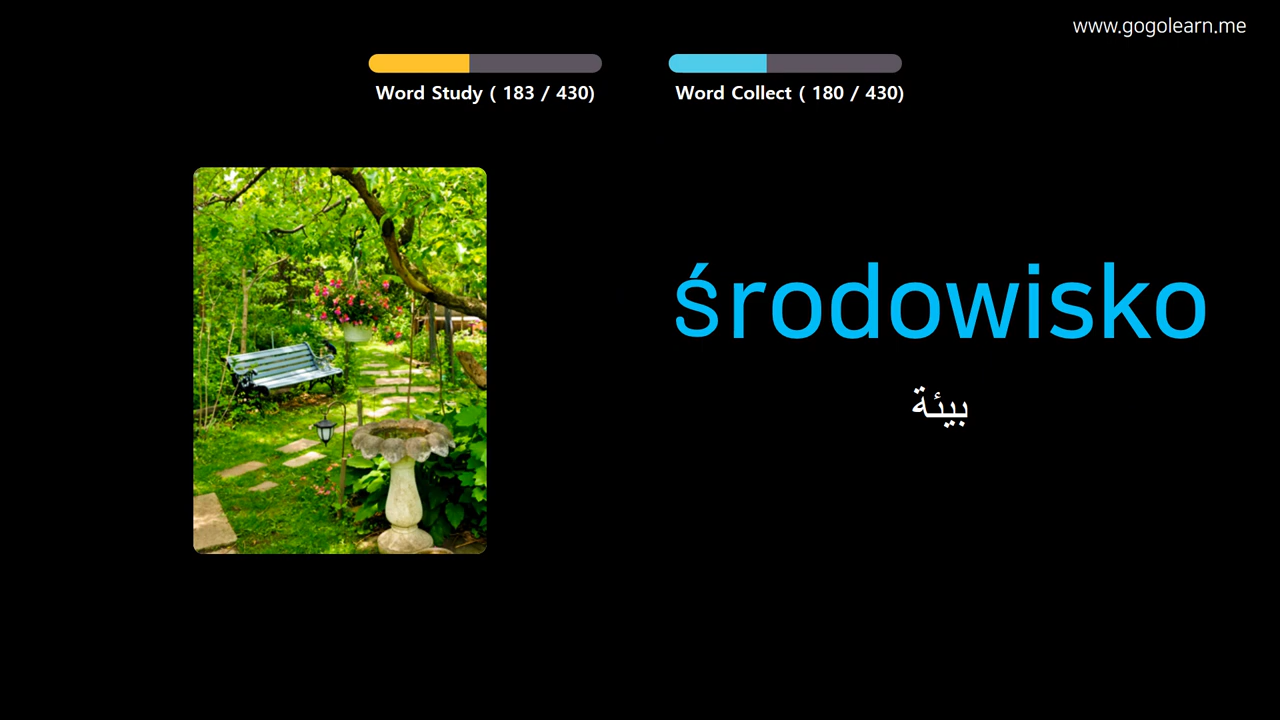 www.gogolearn.me
Word Study ( 183 / 430)
Word Collect ( 180 / 430)
środowisko
بيئة